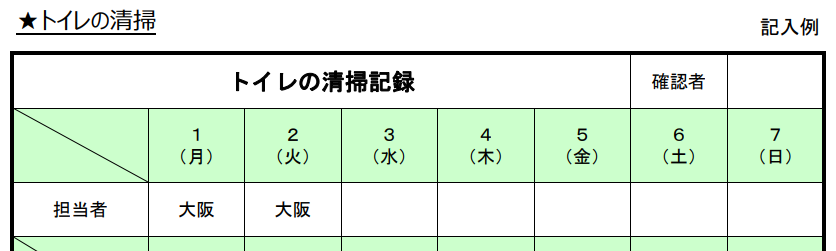 ★トイレの清掃
記入例
トイレの清掃記録 確認者
1 2 3 4 5 6 7
（月） （火） （水） （木） （金） （土） （日）
担当者 大阪 大阪